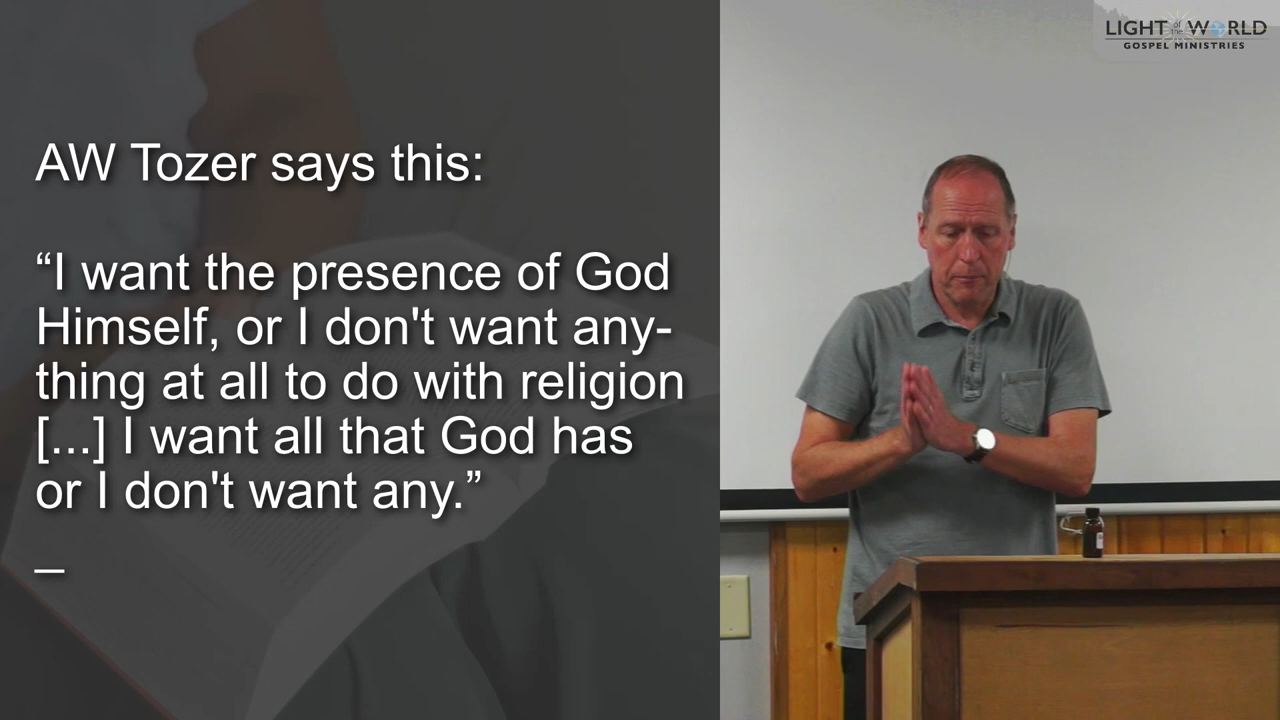 AW Tozer says this:
“I want the presence of God
Himself, or I don't want any-
thing at all to do with religion
[...] I want all that God has
or I don't want any.”
–
LIGHT of the WORLD
GOSPEL MINISTRIES